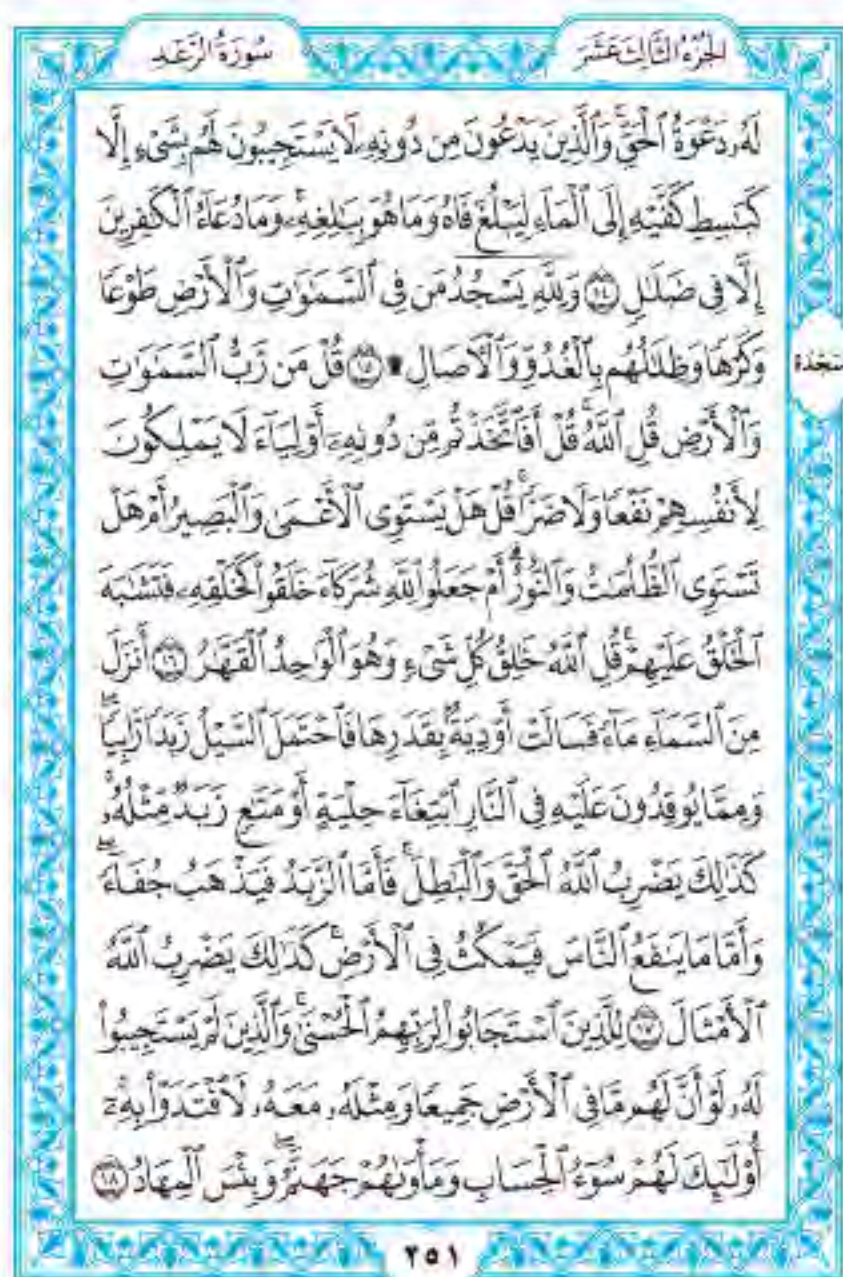 الجزء الثالث عشر
سورة الرعد
لَهُۥ دَعْوَةُ ٱلْحَقِّ ۖ وَٱلَّذِينَ يَدْعُونَ مِن دُونِهِۦ لَا يَسْتَجِيبُونَ لَهُم بِشَىْءٍ إِلَّا
كَبَـٰسِطِ كَفَّيْهِ إِلَى ٱلْمَآءِ لِيَبْلُغَ فَاهُ وَمَا هُوَ بِبَـٰلِغِهِۦ ۚ وَمَا دُعَآءُ ٱلْكَـٰفِرِينَ
إِلَّا فِى ضَلَـٰلٍ ١٤ وَلِلَّهِ يَسْجُدُ مَن فِى ٱلسَّمَـٰوَٰتِ وَٱلْأَرْضِ طَوْعًا
وَكَرْهًا وَظِلَـٰلُهُم بِٱلْغُدُوِّ وَٱلْـَٔاصَالِ ۩ ١٥ قُلْ مَن رَّبُّ ٱلسَّمَـٰوَٰتِ
سجدة
وَٱلْأَرْضِ قُلِ ٱللَّهُ ۚ قُلْ أَفَٱتَّخَذْتُم مِّن دُونِهِۦٓ أَوْلِيَآءَ لَا يَمْلِكُونَ
لِأَنفُسِهِمْ نَفْعًا وَلَا ضَرًّا ۚ قُلْ هَلْ يَسْتَوِى ٱلْأَعْمَىٰ وَٱلْبَصِيرُ أَمْ هَلْ
تَسْتَوِى ٱلظُّلُمَـٰتُ وَٱلنُّورُ ۗ أَمْ جَعَلُوا۟ لِلَّهِ شُرَكَآءَ خَلَقُوا۟ كَخَلْقِهِۦ فَتَشَـٰبَهَ
ٱلْخَلْقُ عَلَيْهِمْ ۚ قُلِ ٱللَّهُ خَـٰلِقُ كُلِّ شَىْءٍ وَهُوَ ٱلْوَٰحِدُ ٱلْقَهَّـٰرُ ١٦ أَنزَلَ
مِنَ ٱلسَّمَآءِ مَآءً فَسَالَتْ أَوْدِيَةٌۢ بِقَدَرِهَا فَٱحْتَمَلَ ٱلسَّيْلُ زَبَدًا رَّابِيًا ۖ
وَمِمَّا يُوقِدُونَ عَلَيْهِ فِى ٱلنَّارِ ٱبْتِغَآءَ حِلْيَةٍ أَوْ مَتَـٰعٍ زَبَدٌ مِّثْلُهُۥ ۚ
كَذَٰلِكَ يَضْرِبُ ٱللَّهُ ٱلْحَقَّ وَٱلْبَـٰطِلَ ۚ فَأَمَّا ٱلزَّبَدُ فَيَذْهَبُ جُفَآءً ۖ
وَأَمَّا مَا يَنفَعُ ٱلنَّاسَ فَيَمْكُثُ فِى ٱلْأَرْضِ ۚ كَذَٰلِكَ يَضْرِبُ ٱللَّهُ
ٱلْأَمْثَالَ ١٧ لِلَّذِينَ ٱسْتَجَابُوا۟ لِرَبِّهِمُ ٱلْحُسْنَىٰ ۚ وَٱلَّذِينَ لَمْ يَسْتَجِيبُوا۟
لَهُۥ لَوْ أَنَّ لَهُم مَّا فِى ٱلْأَرْضِ جَمِيعًا وَمِثْلَهُۥ مَعَهُۥ لَٱفْتَدَوْا۟ بِهِۦٓ ۚ
أُو۟لَـٰٓئِكَ لَهُمْ سُوٓءُ ٱلْحِسَابِ وَمَأْوَىٰهُمْ جَهَنَّمُ ۖ وَبِئْسَ ٱلْمِهَادُ ١٨
٢٥١